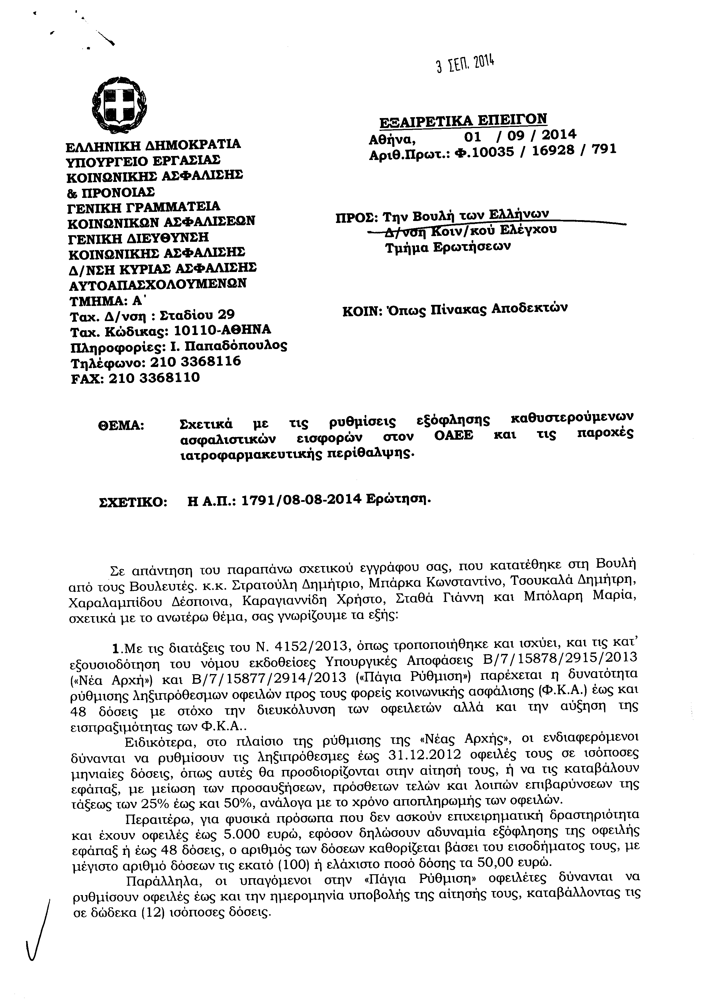 3 ΣΕΠ. 2014
ΕΞΑΙΡΕΤΙΚΑ ΕΠΕΙΓΟΝ
Αθήνα, 01 / 09 / 2014
Αριθ.Πρωτ.: Φ.10035 / 16928 / 791
ΕΛΛΗΝΙΚΗ ΔΗΜΟΚΡΑΤΙΑ
ΥΠΟΥΡΓΕΙΟ ΕΡΓΑΣΙΑΣ
ΚΟΙΝΩΝΙΚΗΣ ΑΣΦΑΛΙΣΗΣ
& ΠΡΟΝΟΙΑΣ
ΓΕΝΙΚΗ ΓΡΑΜΜΑΤΕΙΑ
ΚΟΙΝΩΝΙΚΩΝ ΑΣΦΑΛΙΣΕΩΝ
ΓΕΝΙΚΗ ΔΙΕΥΘΥΝΣΗ
ΚΟΙΝΩΝΙΚΗΣ ΑΣΦΑΛΙΣΗΣ
Δ/ΝΣΗ ΚΥΡΙΑΣ ΑΣΦΑΛΙΣΗΣ
ΑΥΤΟΑΠΑΣΧΟΛΟΥΜΕΝΩΝ
ΤΜΗΜΑ: Α'
Ταχ. Δ/νση : Σταδίου 29
Ταχ. Κώδικας: 10110-ΑΘΗΝΑ
Πληροφορίες: Ι. Παπαδόπουλος
Τηλέφωνο: 210 3368116
FAX: 210 3368110
ΠΡΟΣ: Την Βουλή των Ελλήνων
Δ/νση Κοιν/κού Ελέγχου
Τμήμα Ερωτήσεων
ΚΟΙΝ: Όπως Πίνακας Αποδεκτών
ΘΕΜΑ: Σχετικά με τις ρυθμίσεις εξόφλησης καθυστερούμενων
ασφαλιστικών εισφορών στον ΟΑΕΕ και τις παροχές
ιατροφαρμακευτικής περίθαλψης.
ΣΧΕΤΙΚΟ: Η Α.Π.: 1791/08-08-2014 Ερώτηση.
Σε απάντηση του παραπάνω σχετικού εγγράφου σας, που κατατέθηκε στη Βουλή
από τους Βουλευτές. κ.κ. Στρατούλη Δημήτριο, Μπάρκα Κωνσταντίνο, Τσουκαλά Δημήτρη,
Χαραλαμπίδου Δέσποινα, Καραγιαννίδη Χρήστο, Σταθά Γιάννη και Μπόλαρη Μαρία,
σχετικά με το ανωτέρω θέμα, σας γνωρίζουμε τα εξής:
1.Με τις διατάξεις του Ν. 4152/2013, όπως τροποποιήθηκε και ισχύει, και τις κατ’
εξουσιοδότηση του νόμου εκδοθείσες Υπουργικές Αποφάσεις Β/7/15878/2915/2013
(«Νέα Αρχή») και Β/7/15877/2914/2013 («Πάγια Ρύθμιση») παρέχεται η δυνατότητα
ρύθμισης ληξιπρόθεσμων οφειλών προς τους φορείς κοινωνικής ασφάλισης (Φ.Κ.Α.) έως και
48 δόσεις με στόχο την διευκόλυνση των οφειλετών αλλά και την αύξηση της
εισπραξιμότητας των Φ.Κ.Α..
Ειδικότερα, στο πλαίσιο της ρύθμισης της «Νέας Αρχής», οι ενδιαφερόμενοι
δύνανται να ρυθμίσουν τις ληξιπρόθεσμες έως 31.12.2012 οφειλές τους σε ισόποσες
μηνιαίες δόσεις, όπως αυτές θα προσδιορίζονται στην αίτησή τους, ή να τις καταβάλουν
εφάπαξ, με μείωση των προσαυξήσεων, πρόσθετων τελών και λοιπών επιβαρύνσεων της
τάξεως των 25% έως και 50%, ανάλογα με το χρόνο αποπληρωμής των οφειλών.
Περαιτέρω, για φυσικά πρόσωπα που δεν ασκούν επιχειρηματική δραστηριότητα
και έχουν οφειλές έως 5.000 ευρώ, εφόσον δηλώσουν αδυναμία εξόφλησης της οφειλής
εφάπαξ ή έως 48 δόσεις, ο αριθμός των δόσεων καθορίζεται βάσει του εισοδήματος τους, με
μέγιστο αριθμό δόσεων τις εκατό (100) ή ελάχιστο ποσό δόσης τα 50,00 ευρώ.
Παράλληλα, οι υπαγόμενοι στην «Πάγια Ρύθμιση» οφειλέτες δύνανται να
ρυθμίσουν οφειλές έως και την ημερομηνία υποβολής της αίτησής τους, καταβάλλοντας τις
σε δώδεκα (12) ισόποσες δόσεις.